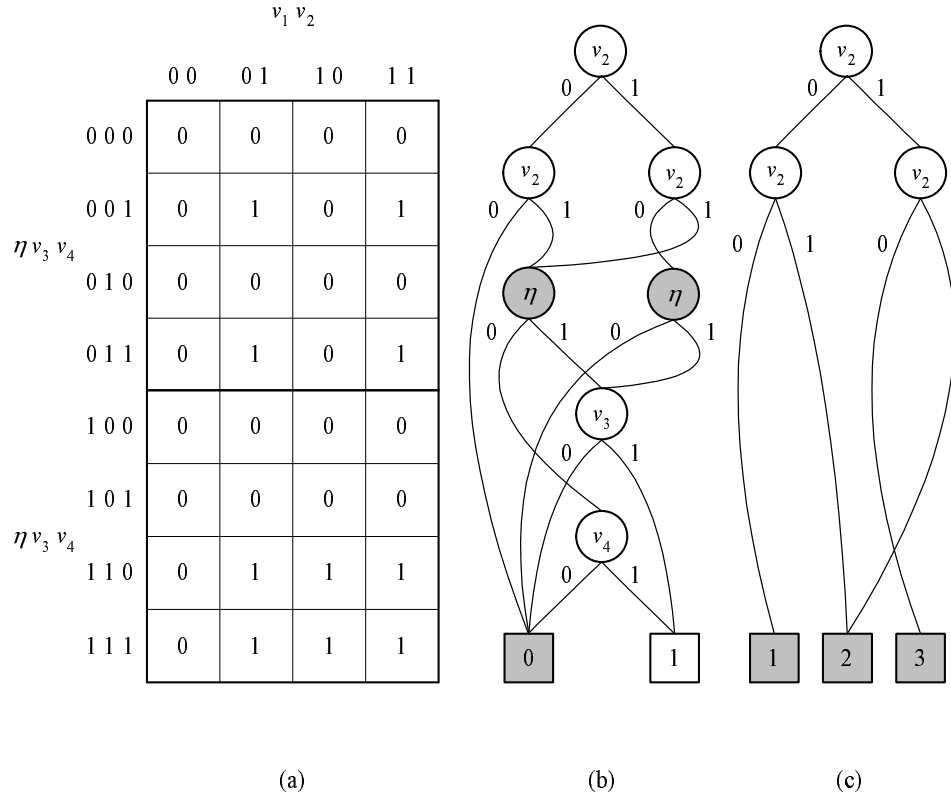 v1 v2
0 0 0 1 1 0 1 1
0 0 0 0 0 0 0
0 0 1 0 1 0 1
η v3 v4
0 1 0 0 0 0 0
0 1 1 0 1 0 1
1 0 0 0 0 0 0
1 0 1 0 0 0 0
η v3 v4
1 1 0 0 1 1 1
1 1 1 0 1 1 1
(a)
v2
0 1
v2 v2
0 1 0 1
η η
0 1 0 1
v3
0 1
v4
0 1
0 1
(b)
v2
0 1
v2 v2
0 1 0
1 2 3
(c)